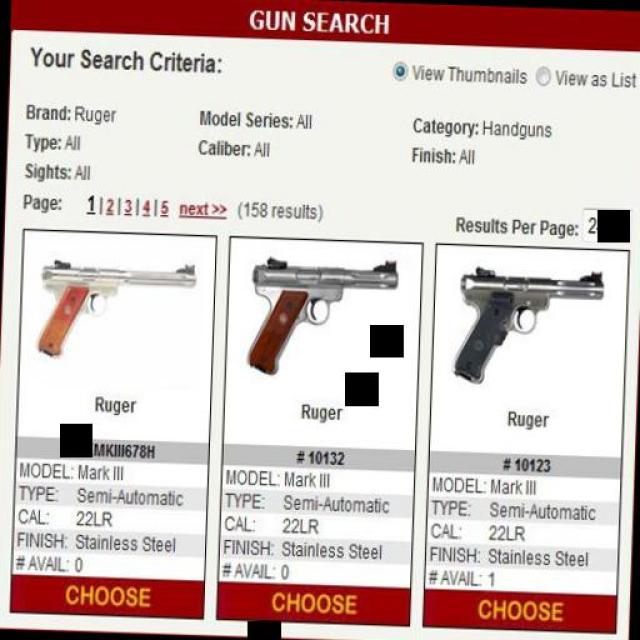 GUN SEARCH
Your Search Criteria:
View Thumbnails View as List
Brand: Ruger Model Series: All Category: Handguns
Type: All Caliber: All Finish: All
Sights: All
Page: 1|2|3|4|5 next>> (158 results)
Results Per Page:
Ruger Ruger Ruger
MKIII678H # 10132 # 10123
MODEL: Mark III MODEL: Mark III MODEL: Mark III
TYPE: Semi-Automatic TYPE: Semi-Automatic TYPE: Semi-Automatic
CAL: 22LR CAL: 22LR CAL: 22LR
FINISH: Stainless Steel FINISH: Stainless Steel FINISH: Stainless Steel
# AVAIL: 0 # AVAIL: 0 # AVAIL: 1
CHOOSE CHOOSE CHOOSE